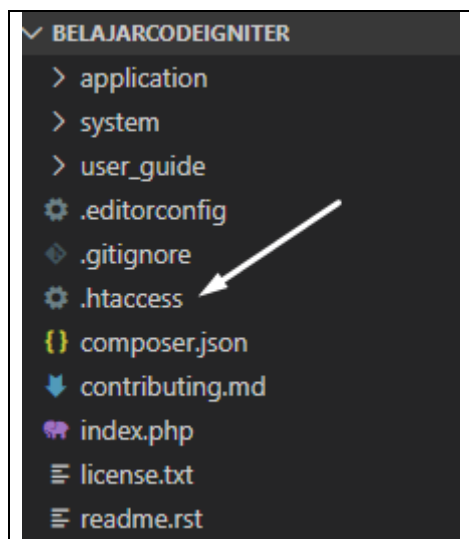 BELAJARCODEIGNITER
application
system
user_guide
.editorconfig
.gitignore
.htaccess
composer.json
contributing.md
index.php
license.txt
readme.rst